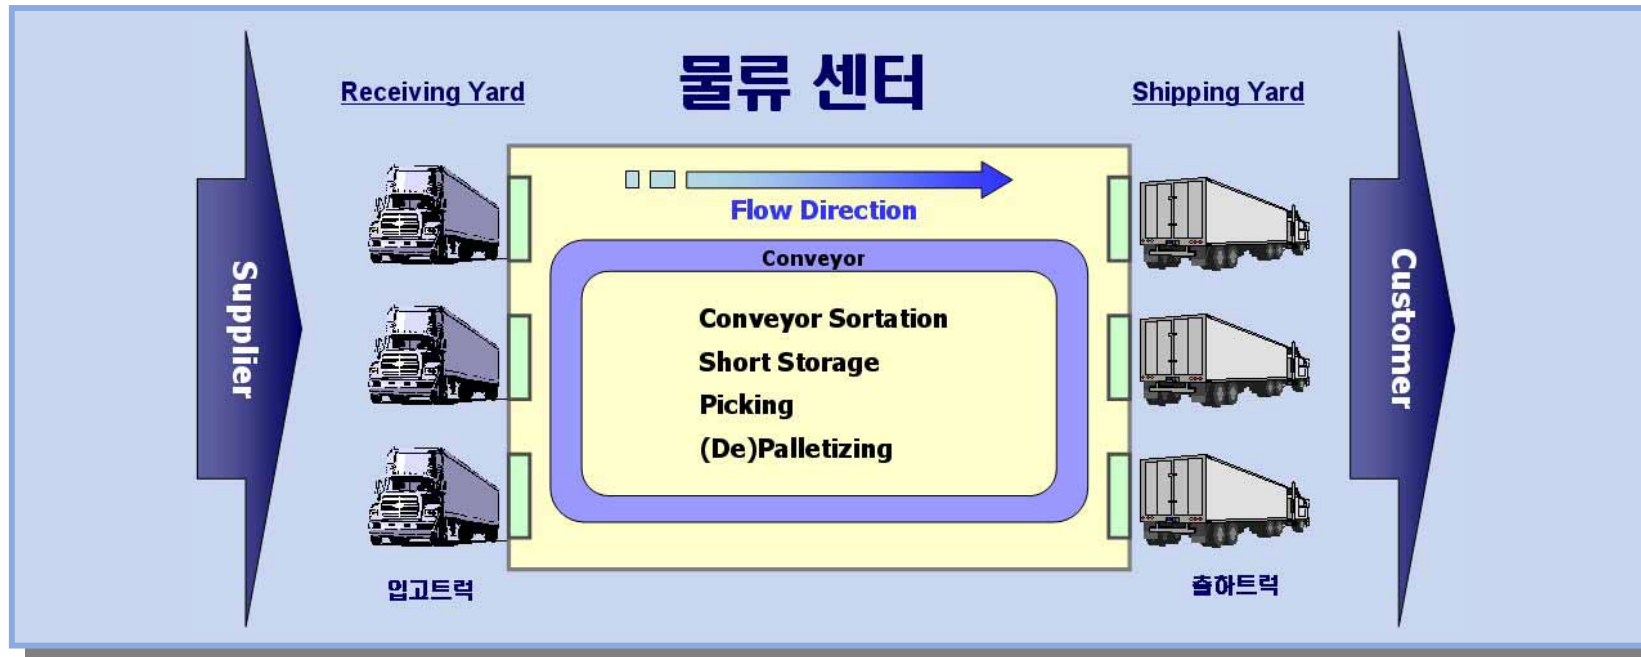 물류 센터
Receiving Yard
Shipping Yard
Flow Direction
Supplier
Conveyor
Customer
Conveyor Sortation
Short Storage
Picking
(De)Palletizing
입고트럭
출하트럭